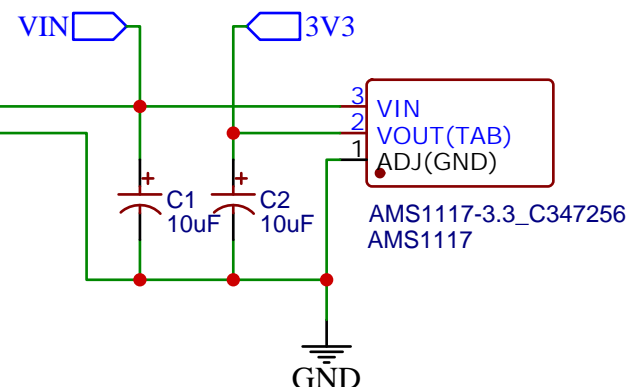 VIN
3V3
3
VIN
2
VOUT(TAB)
1
ADJ(GND)
+
C1
10uF
+
C2
10uF
AMS1117-3.3_C347256
AMS1117
GND